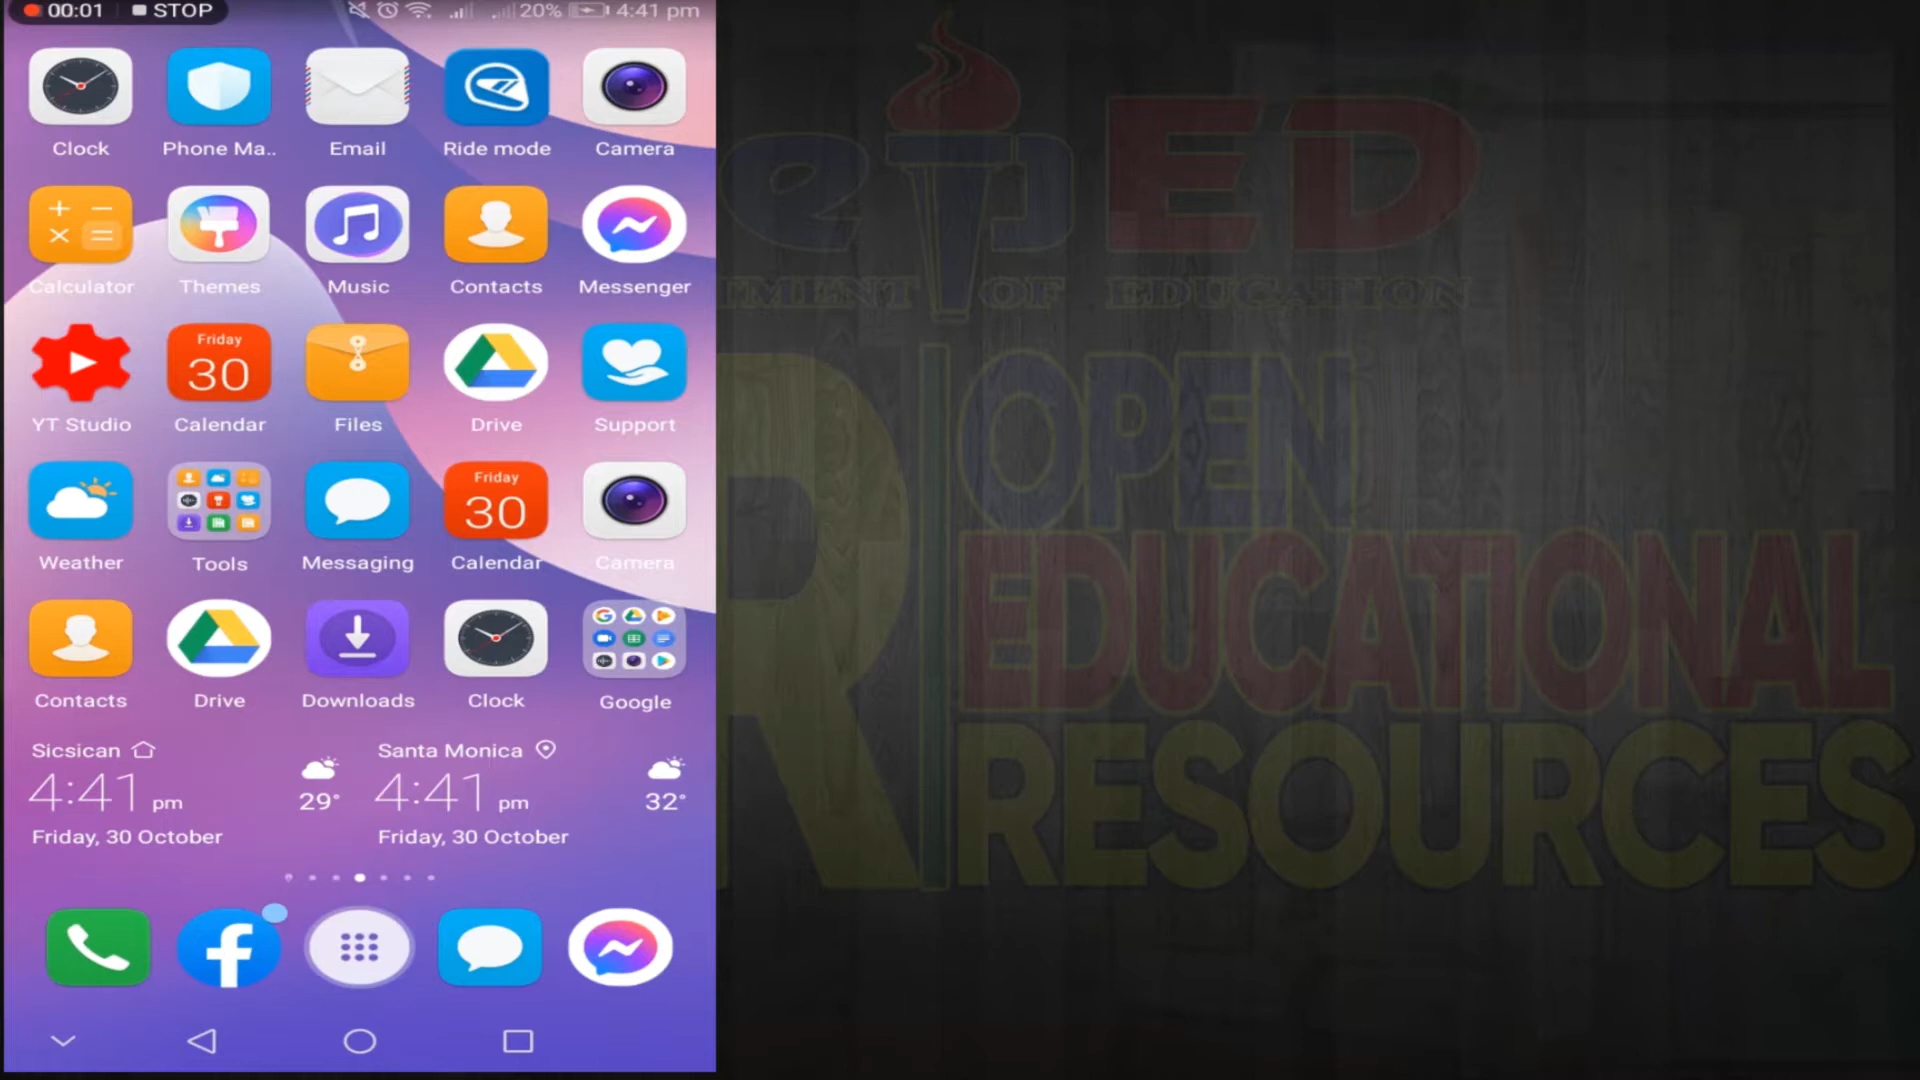 00:01 STOP 20% 4:41 pm
Clock Phone Ma.. Email Ride mode Camera
Calculator Themes Music Contacts Messenger
Friday Friday
30
YT Studio Calendar Files Drive Support
30
Weather Tools Messaging Calendar Camera
Contacts Drive Downloads Clock Google
Sicsican Santa Monica
4:41 pm 29° 4:41 pm 32°
Friday, 30 October Friday, 30 October
ED
TMENT OF EDUCATION
R OPEN
EDUCATIONAL
RESOURCES